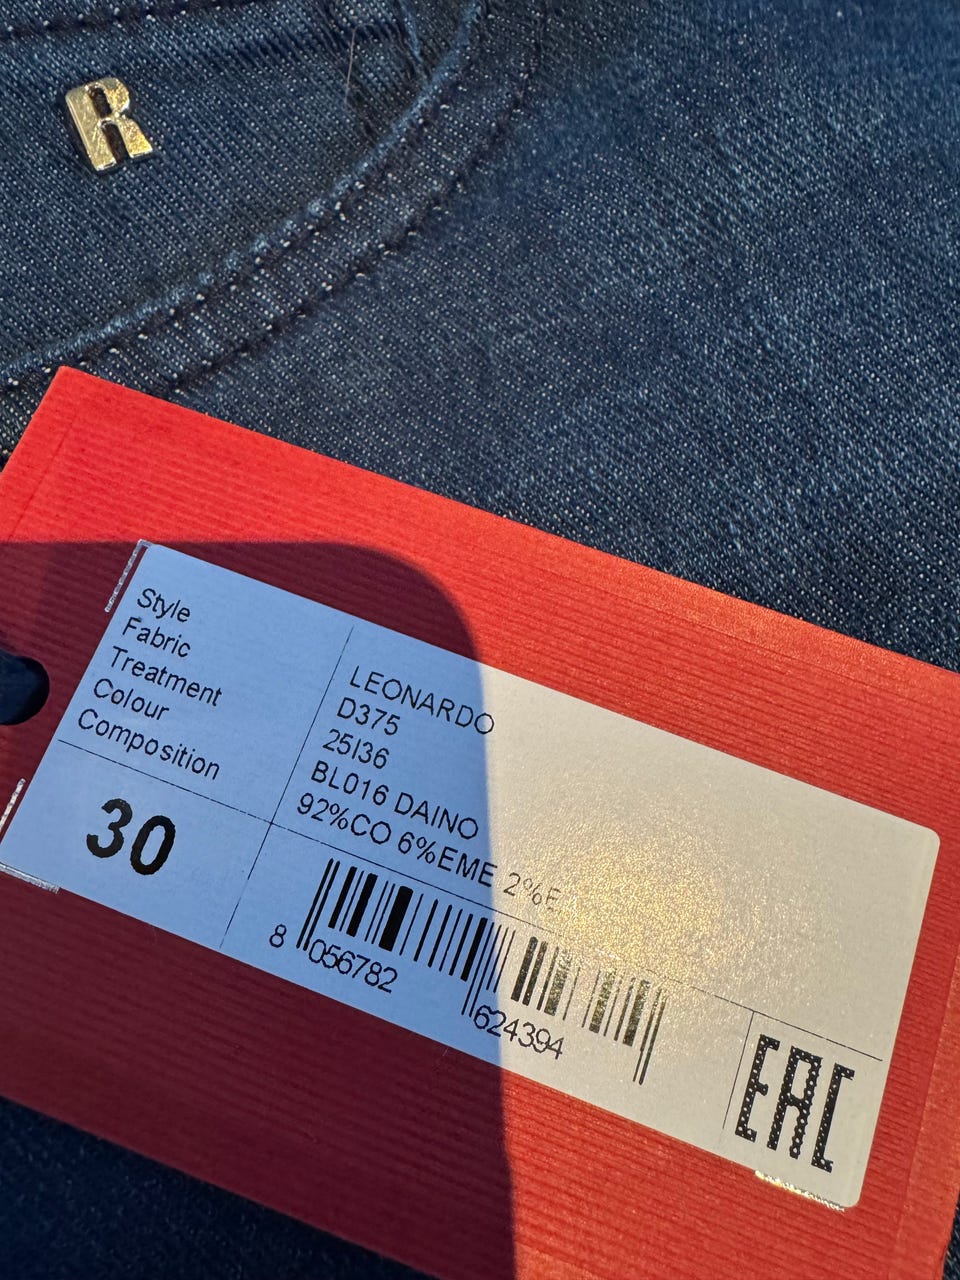 R
Style LEONARDO
Fabric D375
Treatment 25I36
Colour BL016 DAINO
Composition 92%CO 6%EME 2%E
30
8 056782 624394
EAC